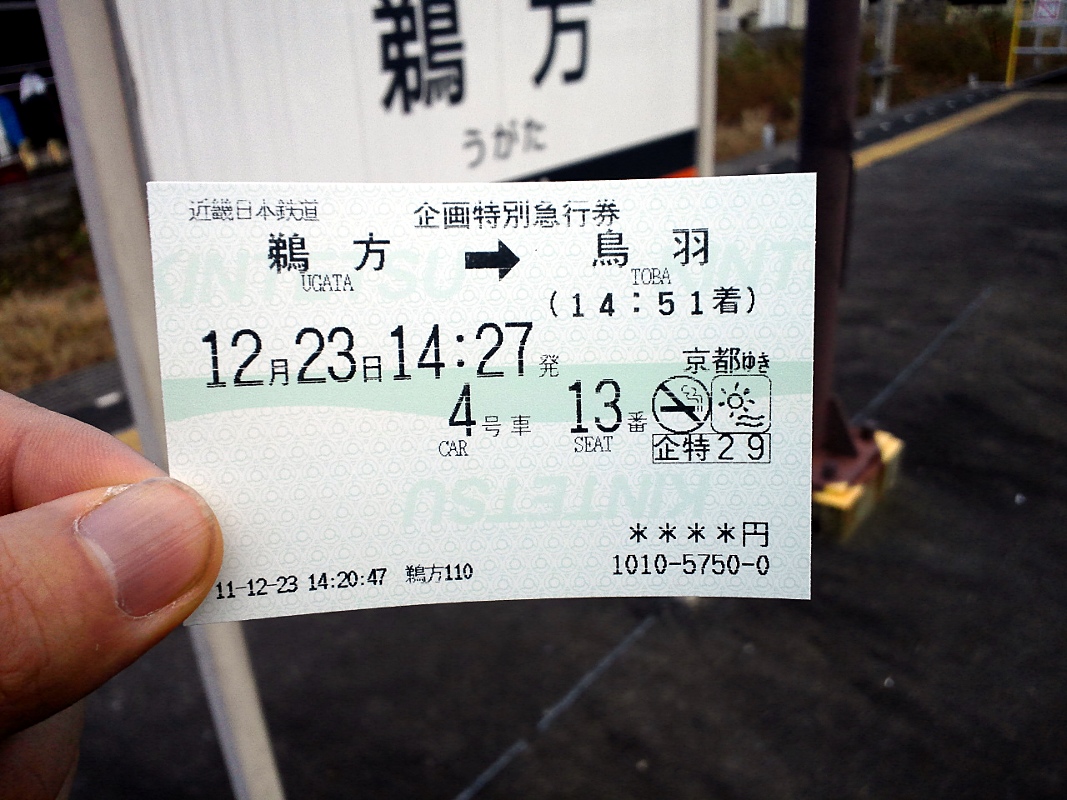 鵜方
うがた
近畿日本鉄道 企画特別急行券
鵜方 ➡ 鳥羽
UGATA TOBA
(14:51着)
12月23日14:27発 京都ゆき
4号車 13番
CAR SEAT 企特29
KINTETSU
****円
1010-5750-0
11-12-23 14:20:47 鵜方110